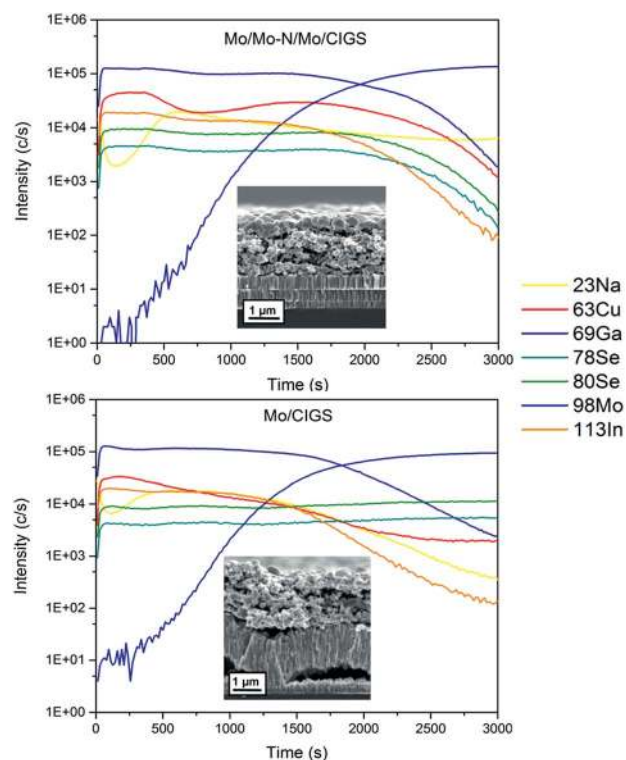 Mo/Mo-N/Mo/CIGS
1E+06
1E+05
1E+04
1E+03
1E+02
1E+01
1E+00
Intensity (c/s)
1 μm
0 500 1000 1500 2000 2500 3000
Time (s)
Mo/CIGS
1E+06
1E+05
1E+04
1E+03
1E+02
1E+01
1E+00
Intensity (c/s)
1 μm
0 500 1000 1500 2000 2500 3000
Time (s)
23Na
63Cu
69Ga
78Se
80Se
98Mo
113In